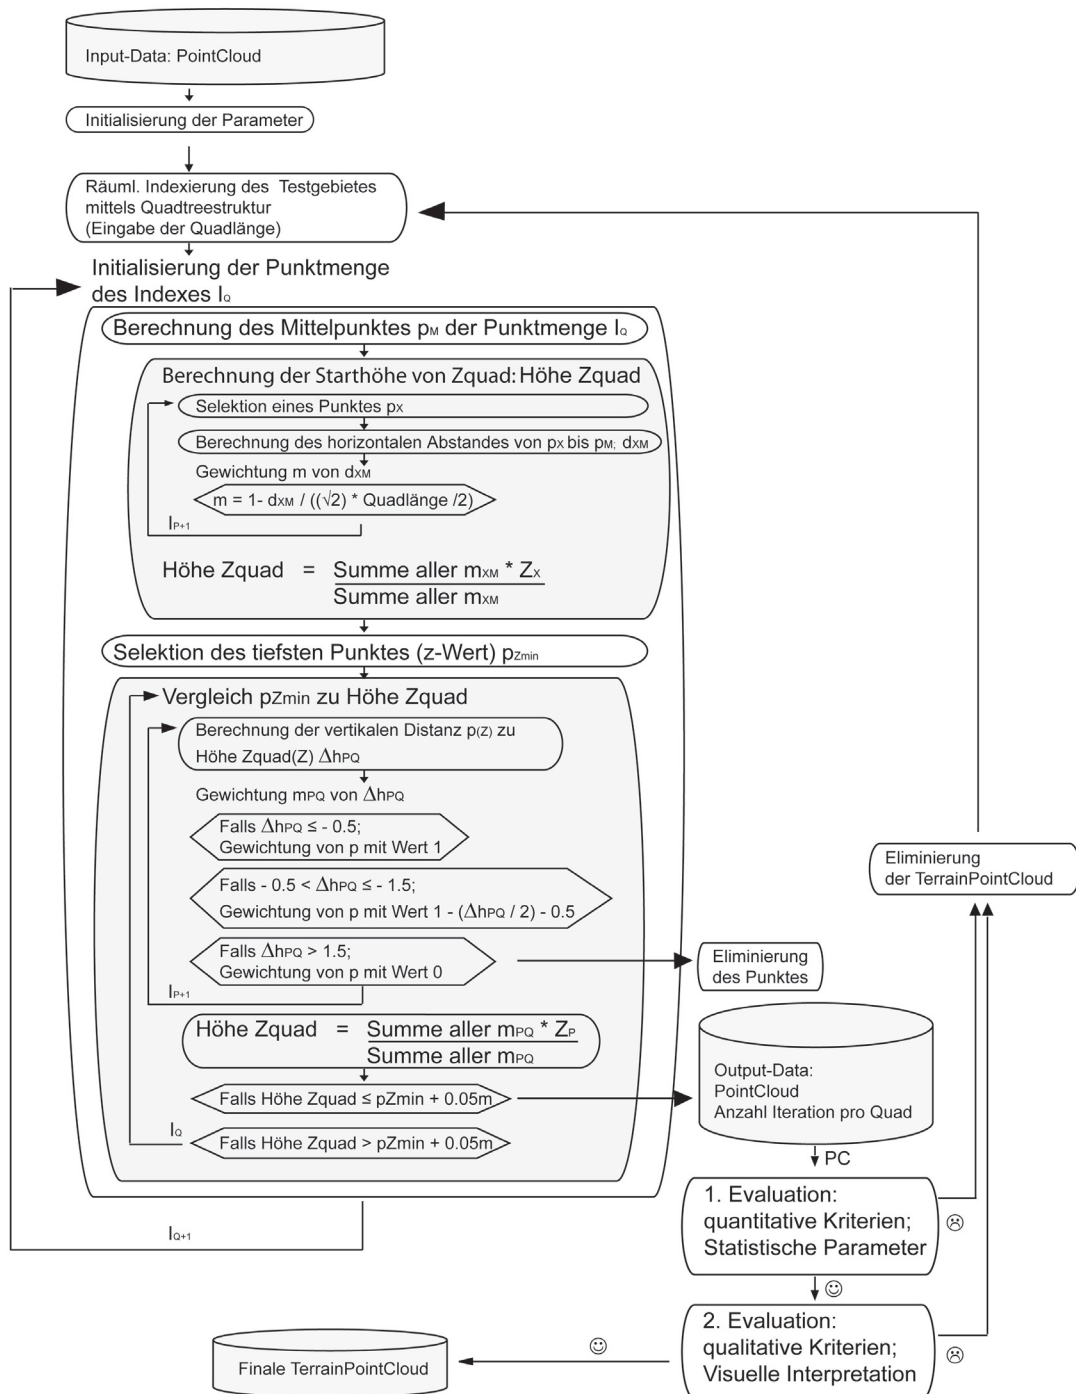 Input-Data: PointCloud
Initialisierung der Parameter
Räuml. Indexierung des Testgebietes
mittels Quadtreestruktur
(Eingabe der Quadlänge)
Initialisierung der Punktmenge
des Indexes IQ
Berechnung des Mittelpunktes pM der Punktmenge IQ
Berechnung der Starthöhe von Zquad: Höhe Zquad
Selektion eines Punktes pX
Berechnung des horizontalen Abstandes von pX bis pM; dXM
Gewichtung m von dXM
m = 1- dXM / ((√2) * Quadlänge /2)
IP+1
Höhe Zquad = Summe aller mXM * ZX
Summe aller mXM
Selektion des tiefsten Punktes (z-Wert) pZmin
Vergleich pZmin zu Höhe Zquad
Berechnung der vertikalen Distanz p(Z) zu
Höhe Zquad(Z) ΔhPQ
Gewichtung mPQ von ΔhPQ
Falls ΔhPQ ≤ - 0.5;
Gewichtung von p mit Wert 1
Falls - 0.5 < ΔhPQ ≤ - 1.5;
Gewichtung von p mit Wert 1 - (ΔhPQ / 2) - 0.5
Falls ΔhPQ > 1.5;
Gewichtung von p mit Wert 0
IP+1
Eliminierung
des Punktes
Höhe Zquad = Summe aller mPQ * ZP
Summe aller mPQ
Falls Höhe Zquad ≤ pZmin + 0.05m
IQ
Falls Höhe Zquad > pZmin + 0.05m
IQ+1
Eliminierung
der TerrainPointCloud
Output-Data:
PointCloud
Anzahl Iteration pro Quad
PC
1. Evaluation:
quantitative Kriterien;
Statistische Parameter
2. Evaluation:
qualitative Kriterien;
Visuelle Interpretation
Finale TerrainPointCloud